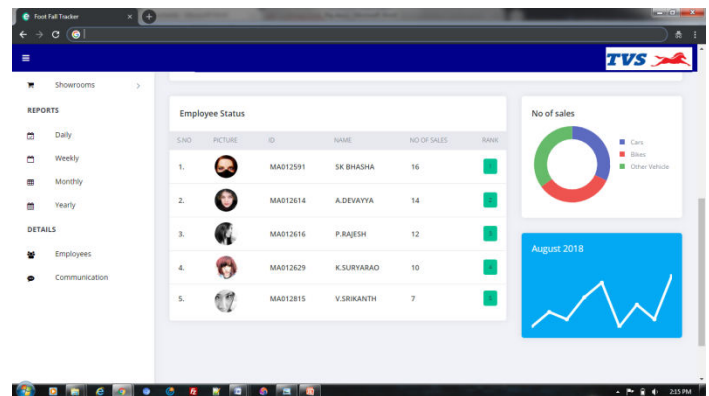 Foot Fall Tracker
TVS
Showrooms
REPORTS
Daily
Weekly
Monthly
Yearly
DETAILS
Employees
Communication
Employee Status
S.NO PICTURE ID NAME NO OF SALES RANK
1. MA012591 SK BHASHA 16
2. MA012614 A.DEVAYYA 14
3. MA012616 P.RAJESH 12
4. MA012629 K.SURYARAO 10
5. MA012815 V.SRIKANTH 7
No of sales
Cars
Bikes
Other Vehicle
August 2018
2:15 PM